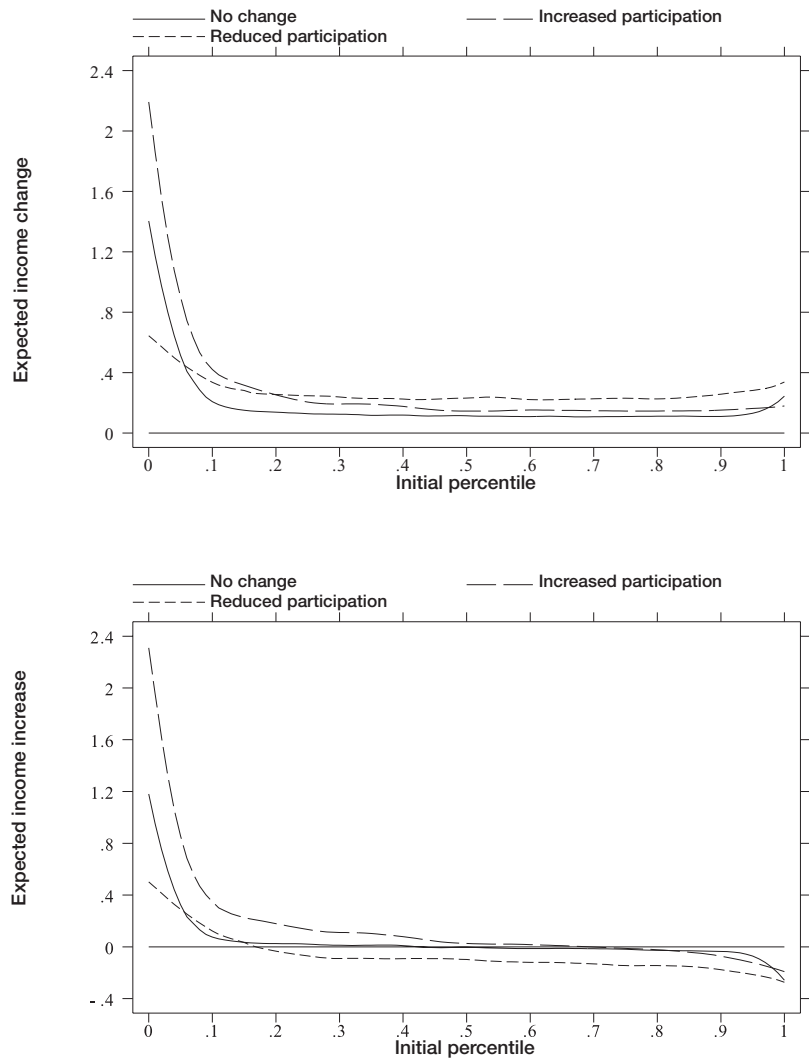 No change Increased participation
Reduced participation
2.4
2
1.6
1.2
.8
.4
0
Expected income change
0 .1 .2 .3 .4 .5 .6 .7 .8 .9 1
Initial percentile
No change Increased participation
Reduced participation
2.4
2
1.6
1.2
.8
.4
0
- .4
Expected income increase
0 .1 .2 .3 .4 .5 .6 .7 .8 .9 1
Initial percentile